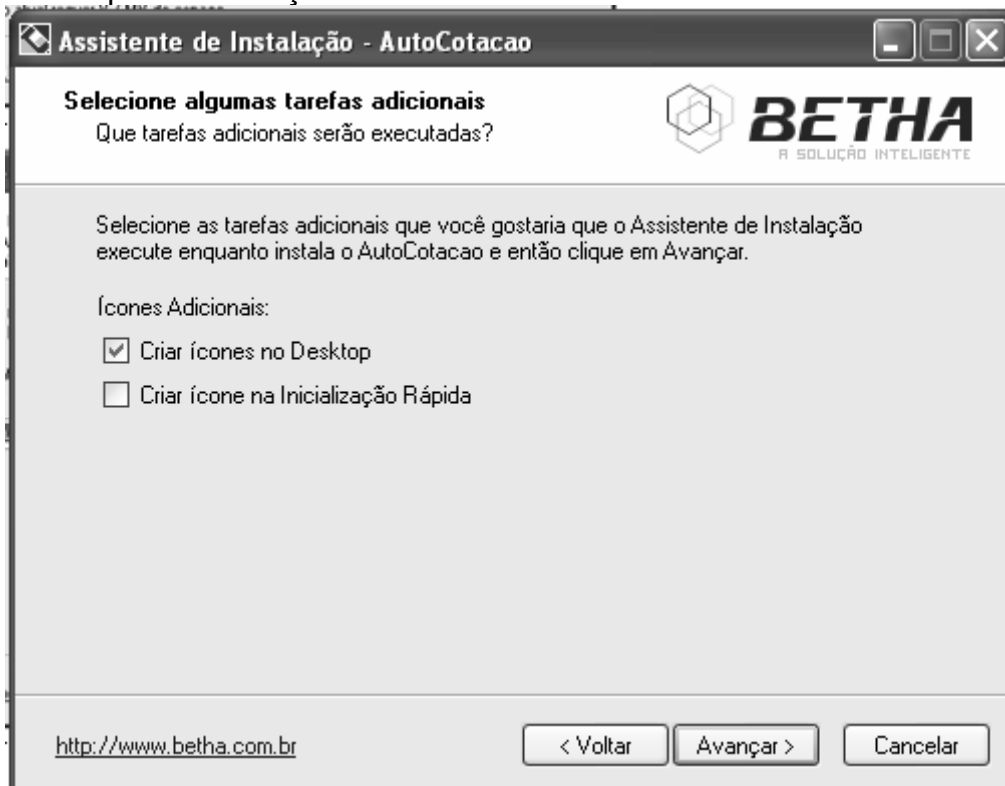 Assistente de Instalação - AutoCotacao
Selecione algumas tarefas adicionais
Que tarefas adicionais serão executadas?
BETHA
A SOLUÇÃO INTELIGENTE
Selecione as tarefas adicionais que você gostaria que o Assistente de Instalação
execute enquanto instala o AutoCotacao e então clique em Avançar.
Ícones Adicionais:
Criar ícones no Desktop
Criar ícone na Inicialização Rápida
http://www.betha.com.br
< Voltar
Avançar >
Cancelar